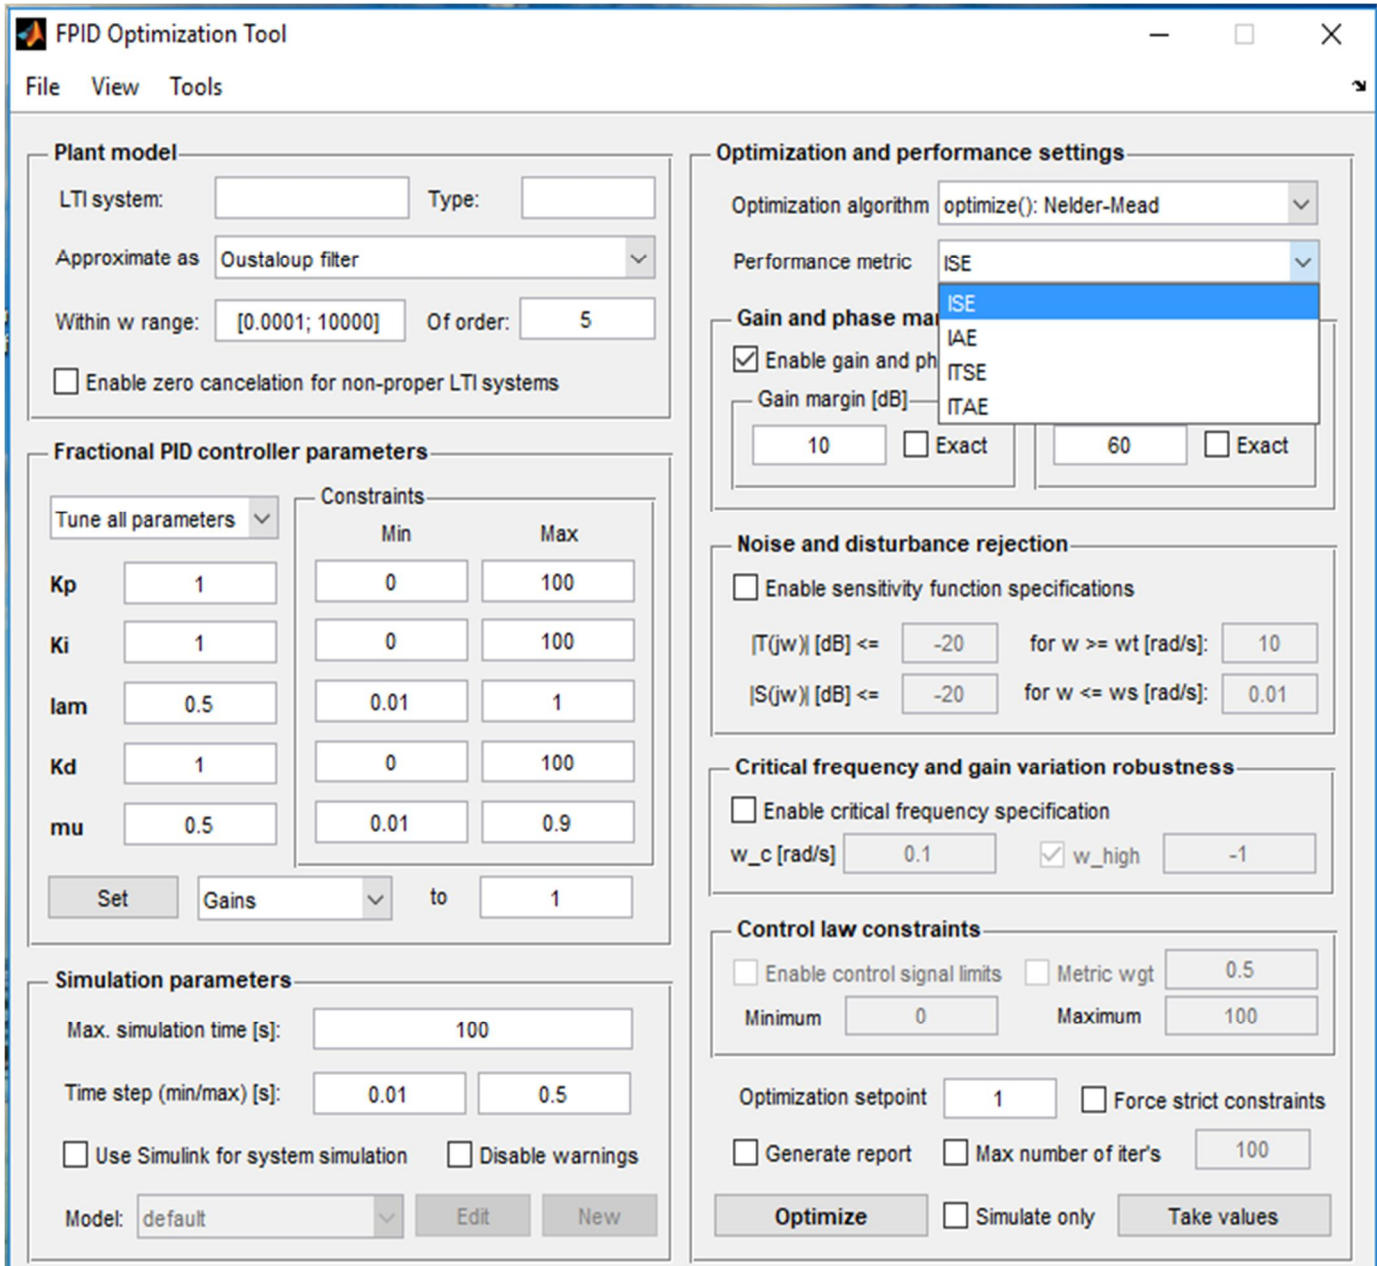 FPID Optimization Tool
File View Tools
Plant model
LTI system: Type:
Approximate as Oustaloup filter
Within w range: [0.0001; 10000] Of order: 5
Enable zero cancelation for non-proper LTI systems
Fractional PID controller parameters
Tune all parameters
Constraints
Min Max
Kp 1 0 100
Ki 1 0 100
lam 0.5 0.01 1
Kd 1 0 100
mu 0.5 0.01 0.9
Set Gains to 1
Simulation parameters
Max. simulation time [s]: 100
Time step (min/max) [s]: 0.01 0.5
Use Simulink for system simulation Disable warnings
Model: default Edit New
Optimization and performance settings
Optimization algorithm optimize(): Nelder-Mead
Performance metric ISE
ISE
IAE
ITSE
ITAE
Gain and phase mar
Enable gain and ph
Gain margin [dB]
10 Exact 60 Exact
Noise and disturbance rejection
Enable sensitivity function specifications
|T(jw)| [dB] <= -20 for w >= wt [rad/s]: 10
|S(jw)| [dB] <= -20 for w <= ws [rad/s]: 0.01
Critical frequency and gain variation robustness
Enable critical frequency specification
w_c [rad/s] 0.1 w_high -1
Control law constraints
Enable control signal limits Metric wgt 0.5
Minimum 0 Maximum 100
Optimization setpoint 1 Force strict constraints
Generate report Max number of iter's 100
Optimize Simulate only Take values